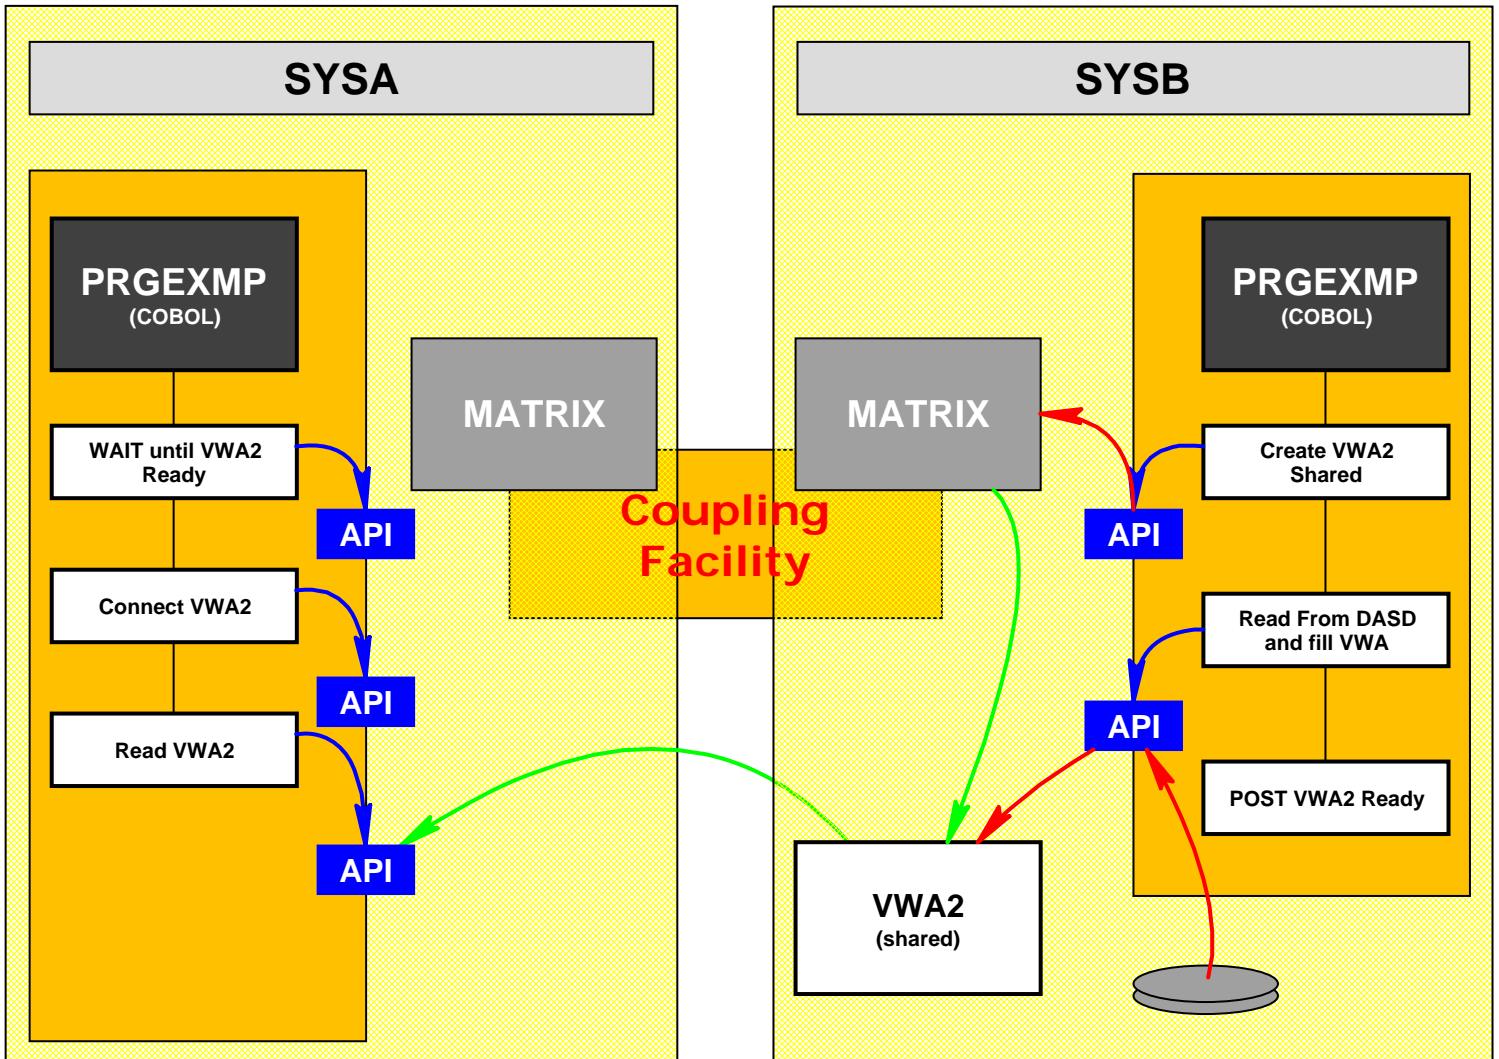 SYSA
PRGEXMP
(COBOL)
MATRIX
WAIT until VWA2
Ready
API
Connect VWA2
API
Read VWA2
API
Coupling
Facility
SYSB
MATRIX
PRGEXMP
(COBOL)
Create VWA2
Shared
API
Read From DASD
and fill VWA
API
POST VWA2 Ready
VWA2
(shared)